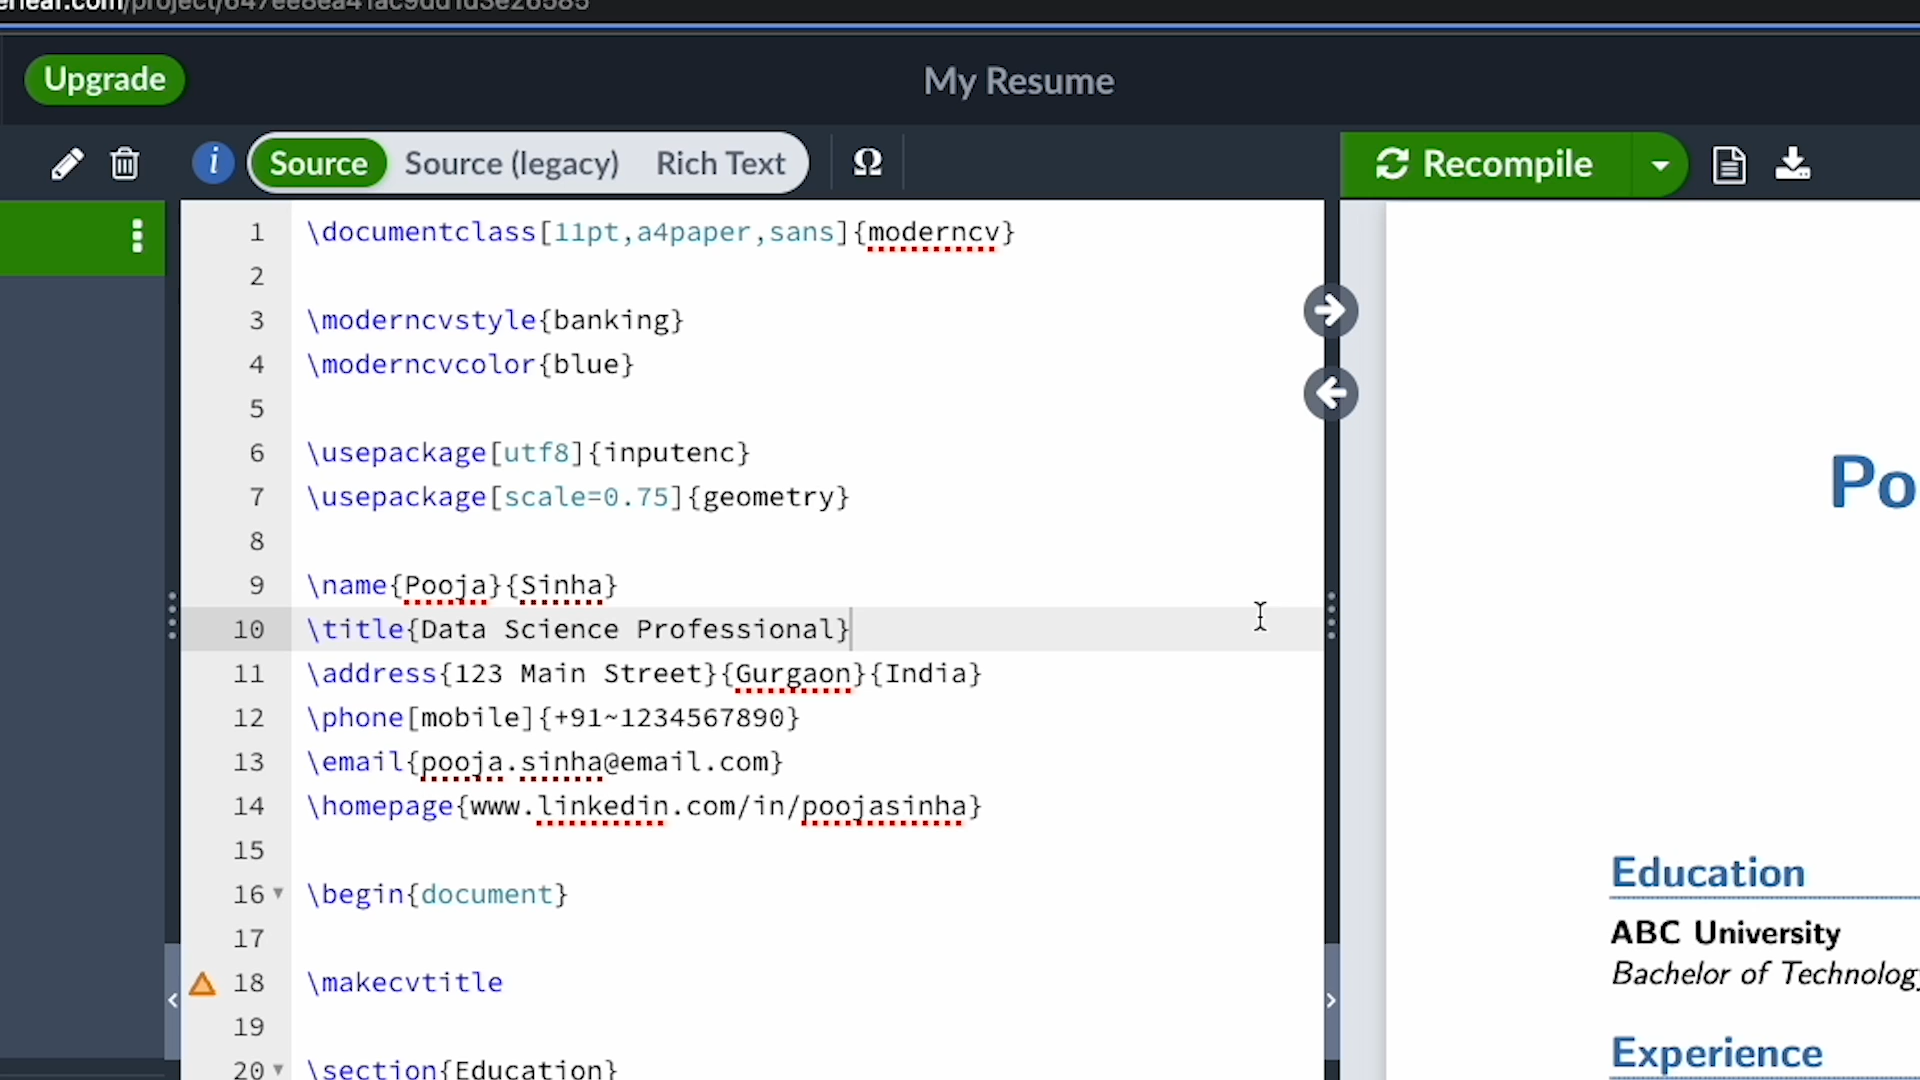 Upgrade
My Resume
Source
Source (legacy)
Rich Text
Ω
Recompile
1 \documentclass[11pt,a4paper,sans]{moderncv}
2
3 \moderncvstyle{banking}
4 \moderncvcolor{blue}
5
6 \usepackage[utf8]{inputenc}
7 \usepackage[scale=0.75]{geometry}
8
9 \name{Pooja}{Sinha}
10 \title{Data Science Professional}
11 \address{123 Main Street}{Gurgaon}{India}
12 \phone[mobile]{+91~1234567890}
13 \email{pooja.sinha@email.com}
14 \homepage{www.linkedin.com/in/poojasinha}
15
16 \begin{document}
17
18 \makecvtitle
19
20 \section{Education}
Po
Education
ABC University
Bachelor of Technology
Experience